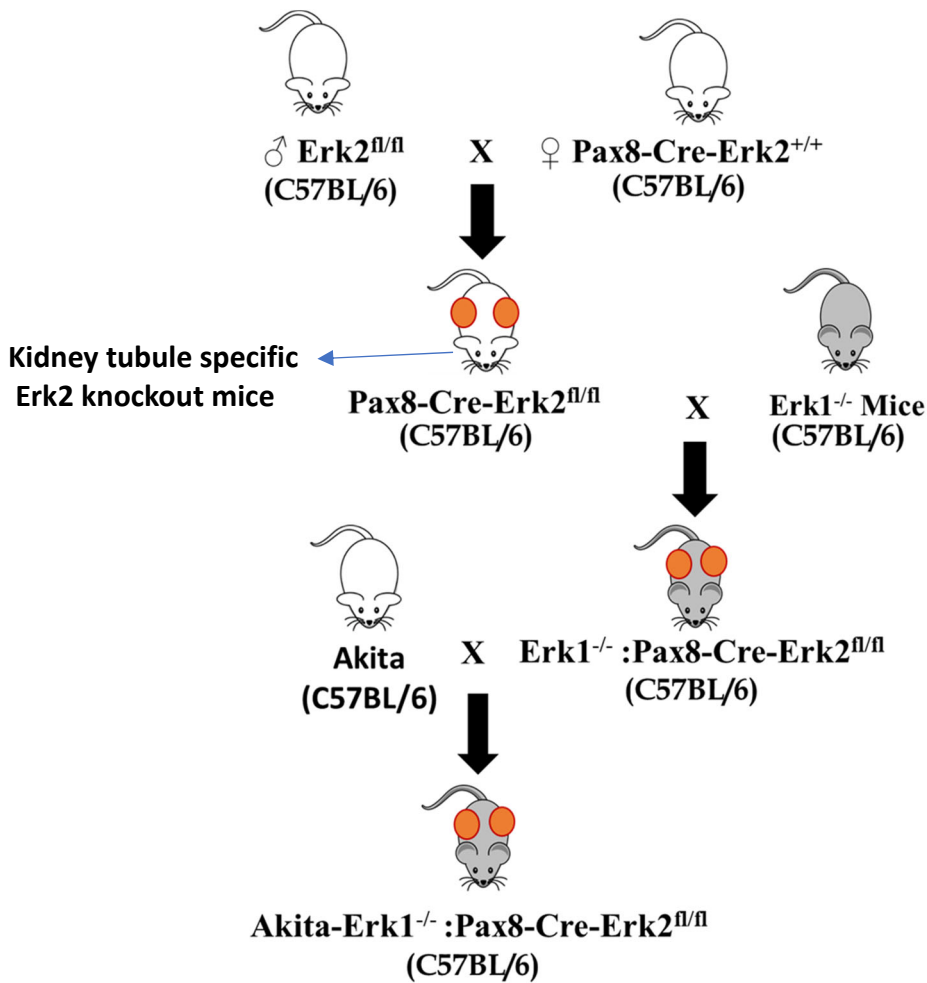 ♂ Erk2fl/fl X ♀ Pax8-Cre-Erk2+/+
(C57BL/6) (C57BL/6)
Kidney tubule specific
Erk2 knockout mice
Pax8-Cre-Erk2fl/fl X Erk1-/- Mice
(C57BL/6) (C57BL/6)
Akita X Erk1-/- :Pax8-Cre-Erk2fl/fl
(C57BL/6) (C57BL/6)
Akita-Erk1-/- :Pax8-Cre-Erk2fl/fl
(C57BL/6)